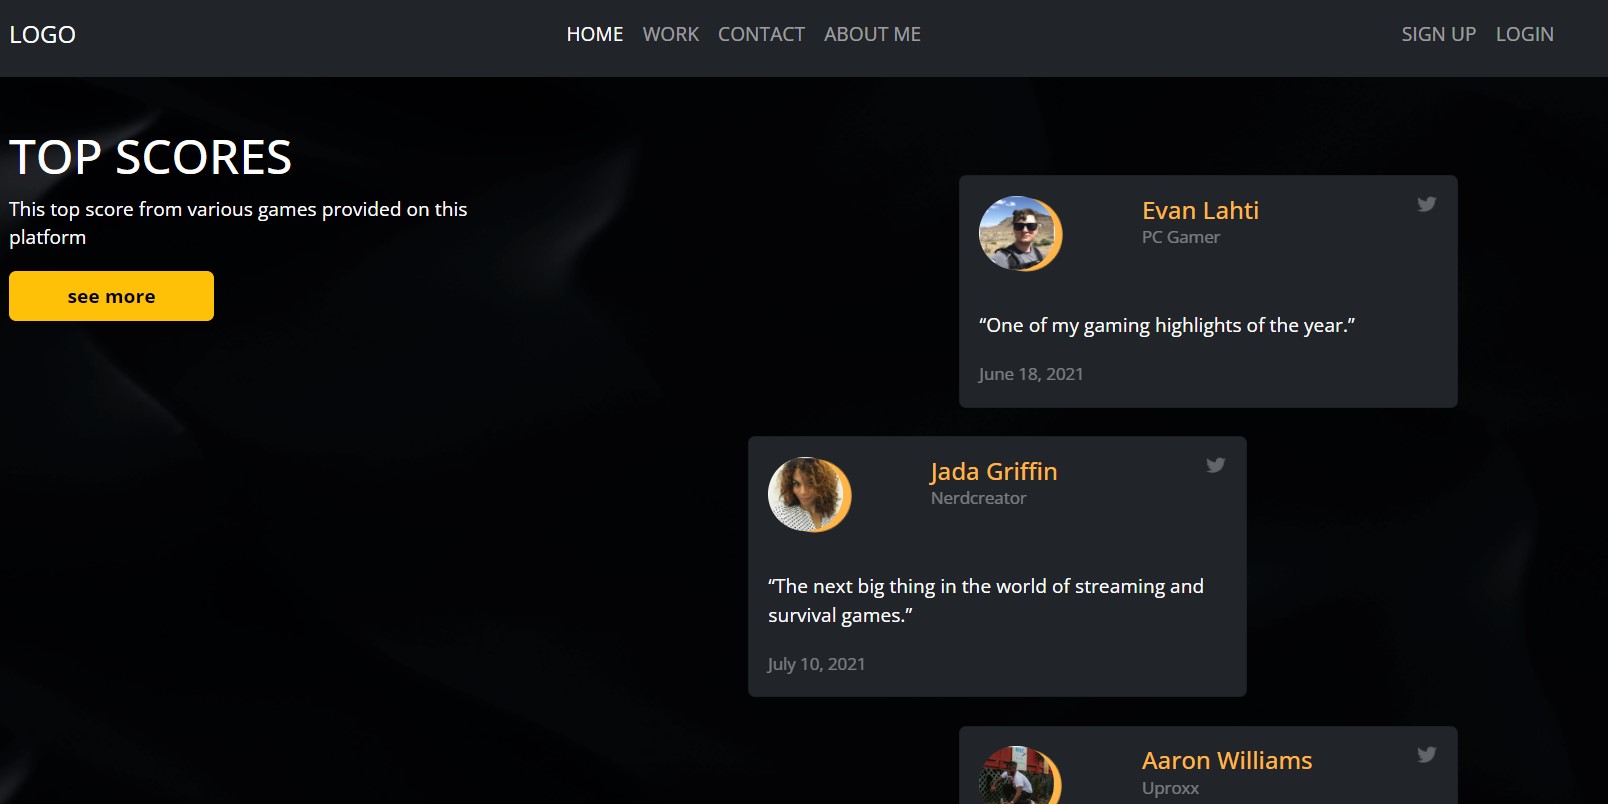 LOGO
HOME WORK CONTACT ABOUT ME
SIGN UP LOGIN
TOP SCORES
This top score from various games provided on this
platform
see more
Evan Lahti
PC Gamer
“One of my gaming highlights of the year.”
June 18, 2021
Jada Griffin
Nerdcreator
“The next big thing in the world of streaming and
survival games.”
July 10, 2021
Aaron Williams
Uproxx